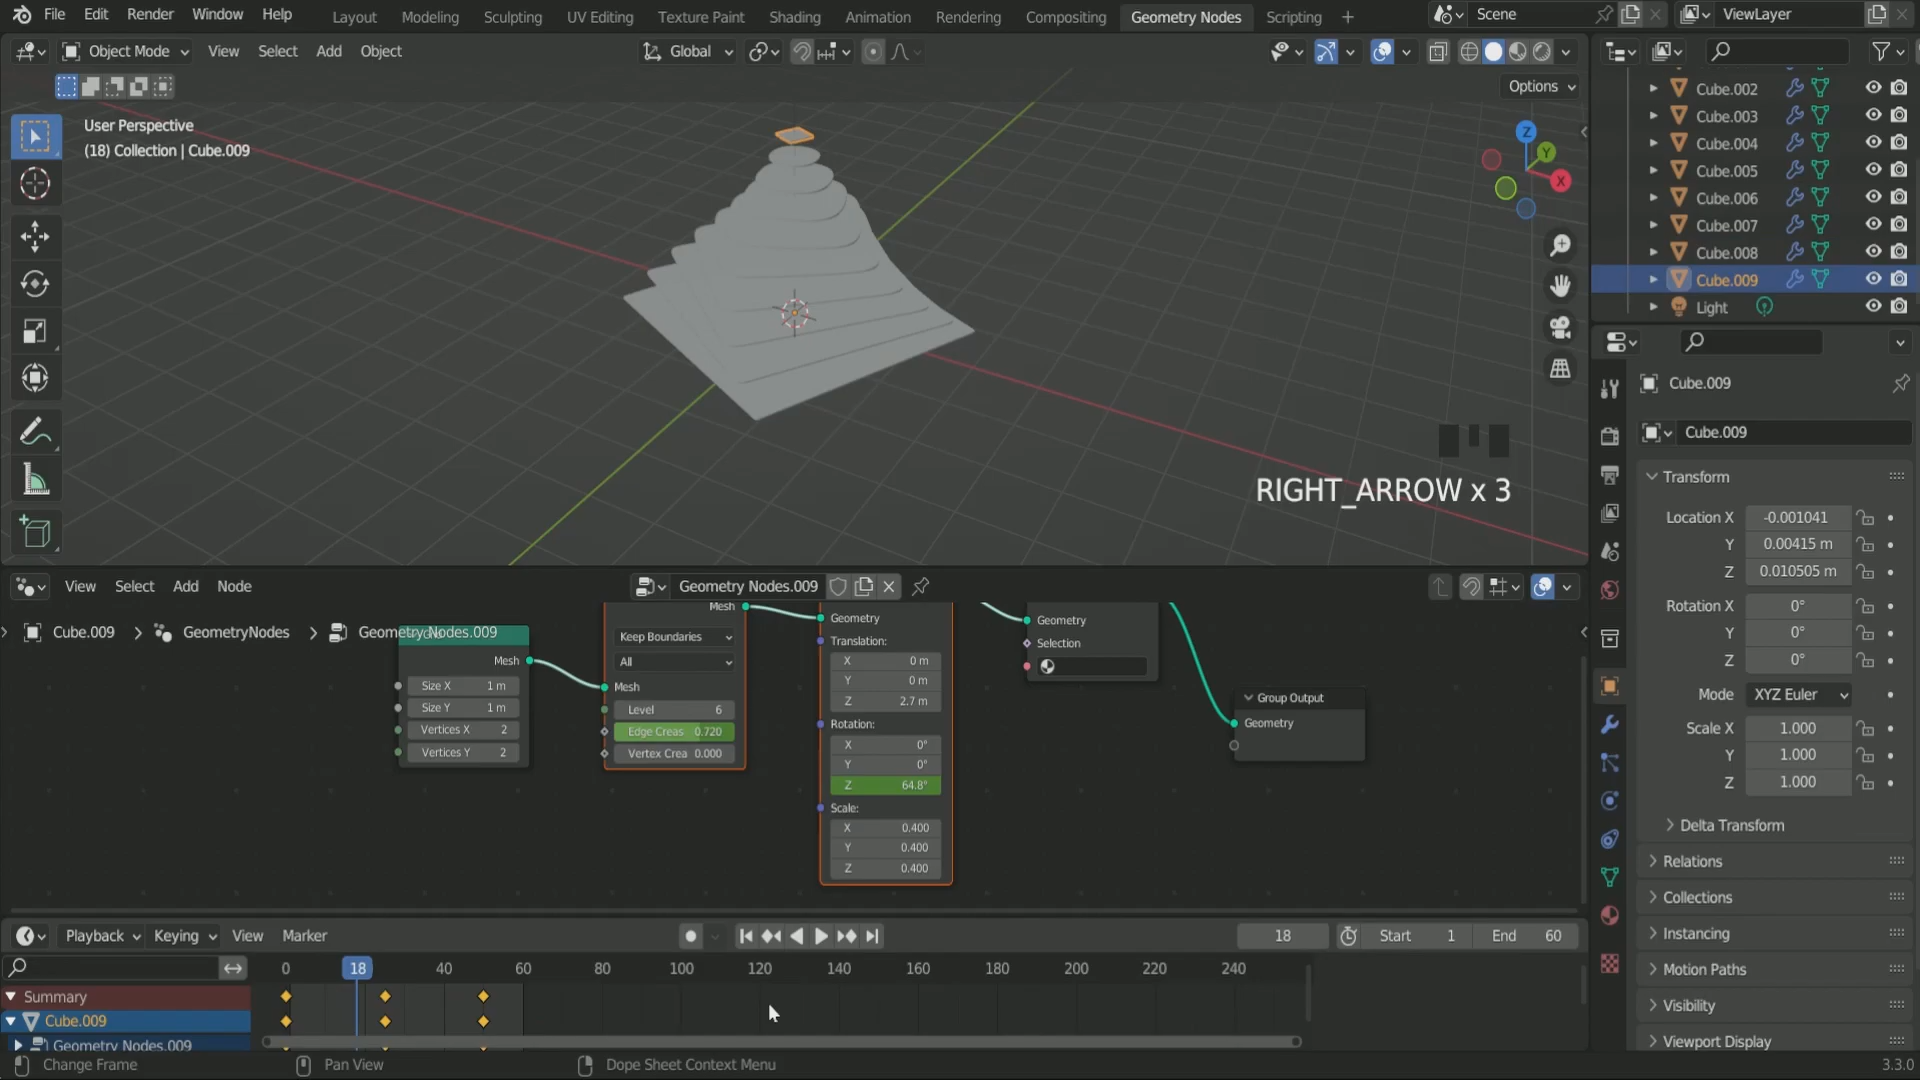 File Edit Render Window Help Layout Modeling Sculpting UV Editing Texture Paint Shading Animation Rendering Compositing Geometry Nodes Scripting + Scene ViewLayer
Object Mode View Select Add Object Global
Options
User Perspective
(18) Collection | Cube.009
Z
Y
X
RIGHT_ARROW x 3
Cube.002
Cube.003
Cube.004
Cube.005
Cube.006
Cube.007
Cube.008
Cube.009
Light
Cube.009
Cube.009
Transform
Location X -0.001041
Y 0.00415 m
Z 0.010505 m
Rotation X 0°
Y 0°
Z 0°
Mode XYZ Euler
Scale X 1.000
Y 1.000
Z 1.000
Delta Transform
Relations
Collections
Instancing
Motion Paths
Visibility
Viewport Display
View Select Add Node Geometry Nodes.009
Cube.009 > GeometryNodes > Geometry Nodes.009
Mesh
Size X 1 m
Size Y 1 m
Vertices X 2
Vertices Y 2
Mesh
Keep Boundaries
All
Mesh
Level 6
Edge Creas 0.720
Vertex Crea 0.000
Geometry
Translation:
X 0 m
Y 0 m
Z 2.7 m
Rotation:
X 0°
Y 0°
Z 64.8°
Scale:
X 0.400
Y 0.400
Z 0.400
Geometry
Selection
Group Output
Geometry
Playback Keying View Marker 18 Start 1 End 60
0 18 40 60 80 100 120 140 160 180 200 220 240
Summary
Cube.009
Geometry Nodes.009
Change Frame Pan View Dope Sheet Context Menu 3.3.0